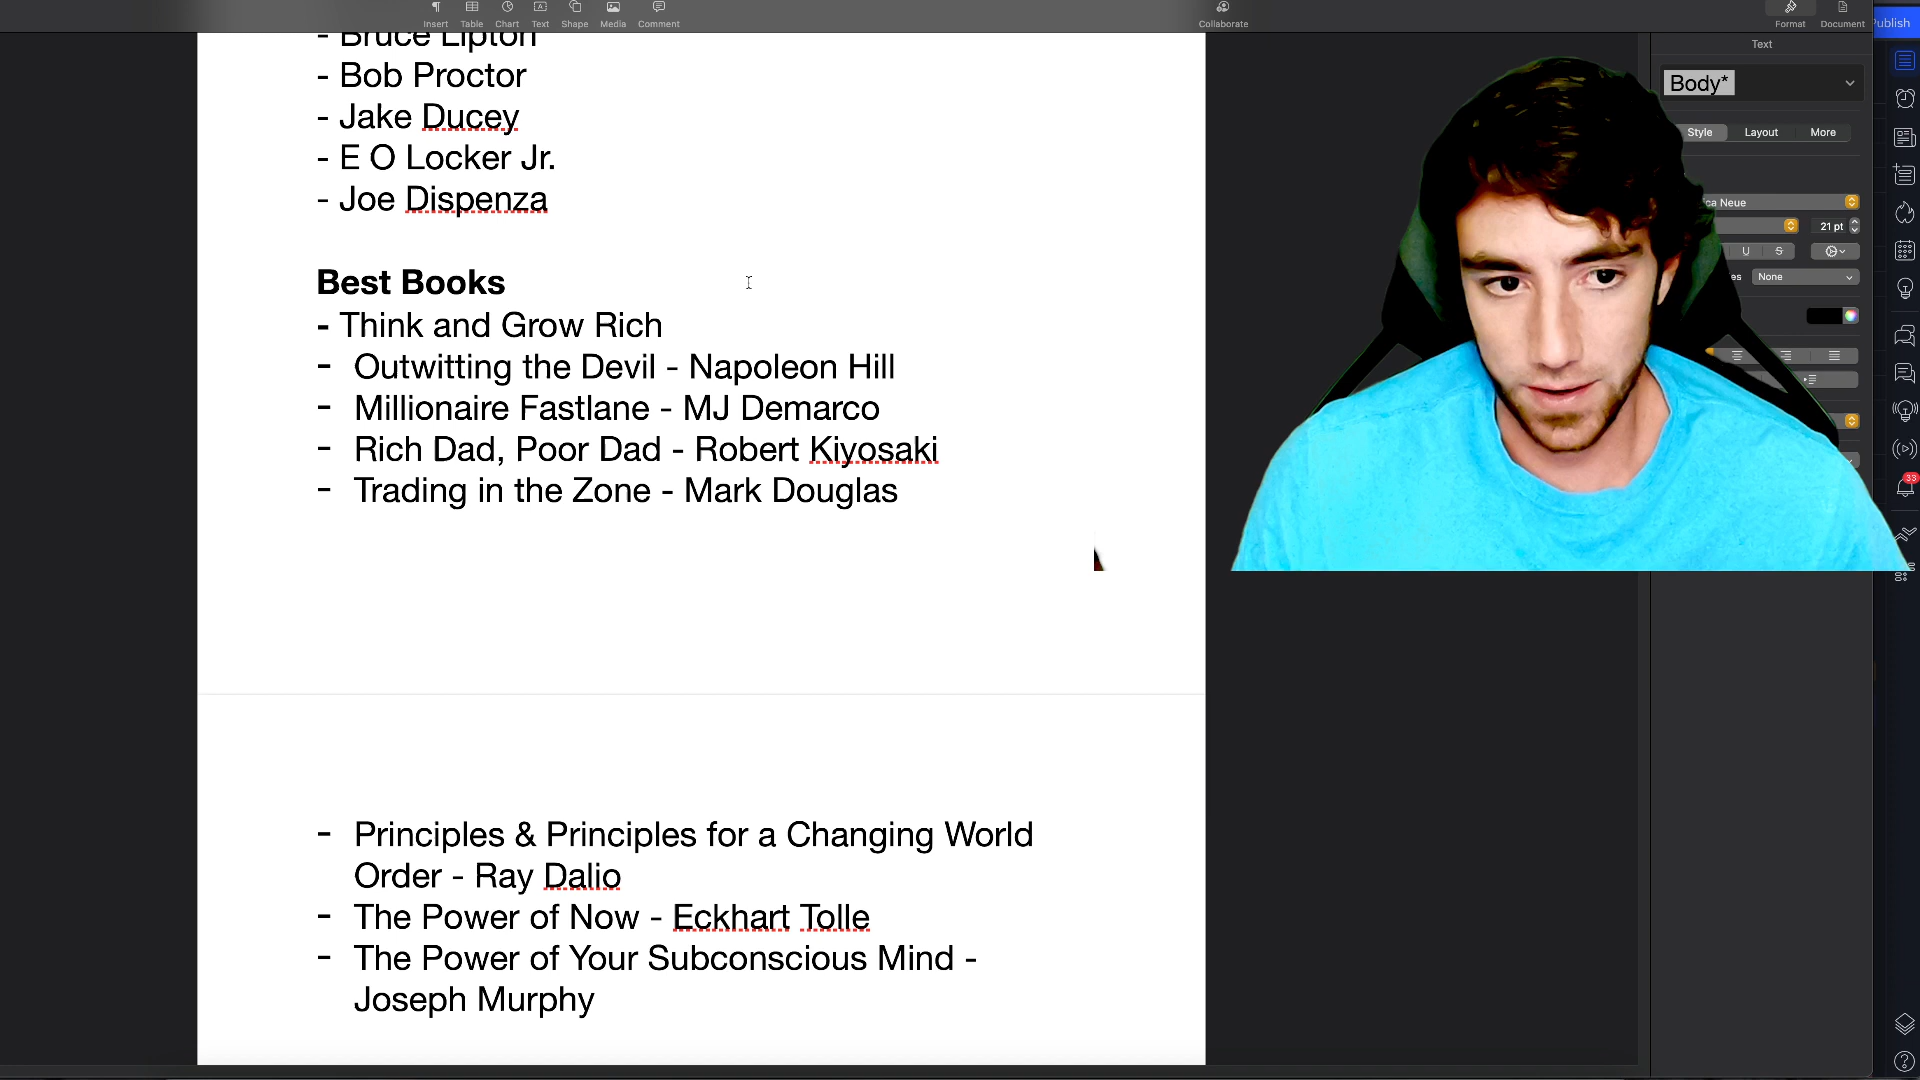 Insert Table Chart Text Shape Media Comment
Collaborate
Format Document
Publish
- Bruce Lipton
- Bob Proctor
- Jake Ducey
- E O Locker Jr.
- Joe Dispenza
Best Books
- Think and Grow Rich
- Outwitting the Devil - Napoleon Hill
- Millionaire Fastlane - MJ Demarco
- Rich Dad, Poor Dad - Robert Kiyosaki
- Trading in the Zone - Mark Douglas
- Principles & Principles for a Changing World
Order - Ray Dalio
- The Power of Now - Eckhart Tolle
- The Power of Your Subconscious Mind -
Joseph Murphy
Text
Body*
Style Layout More
21 pt
U S
None
33